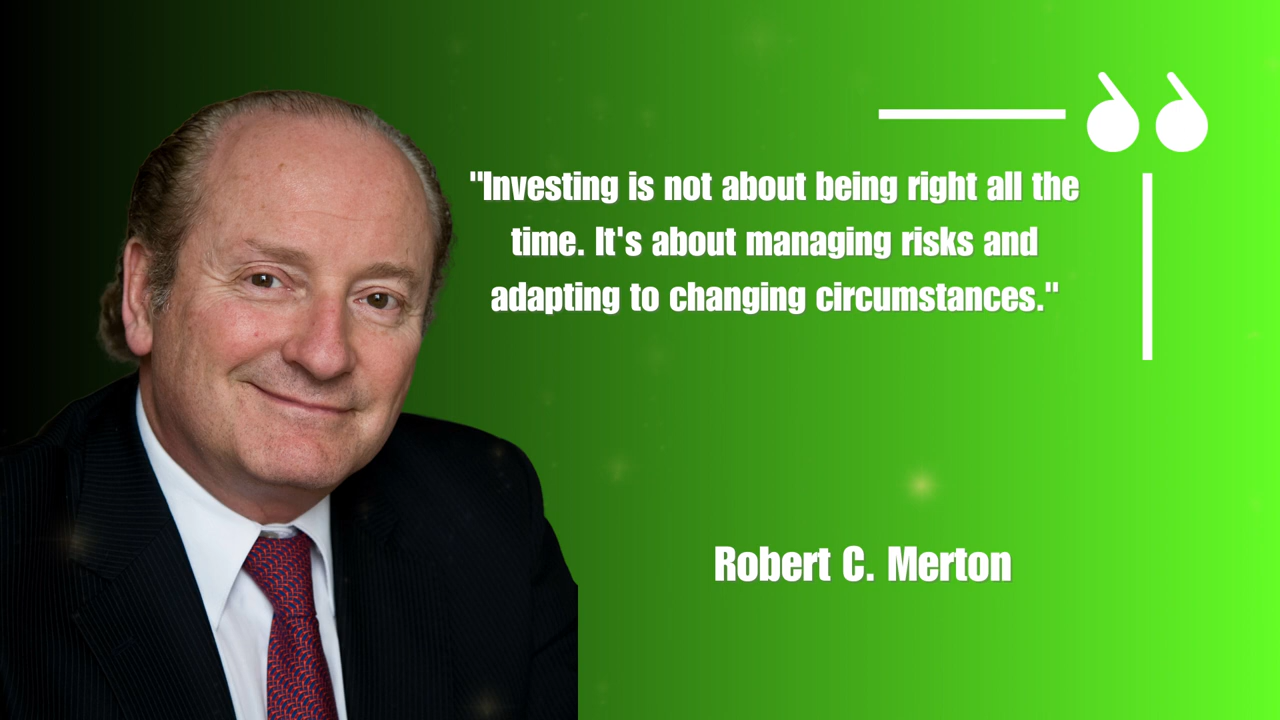 "Investing is not about being right all the
time. It's about managing risks and
adapting to changing circumstances."
Robert C. Merton